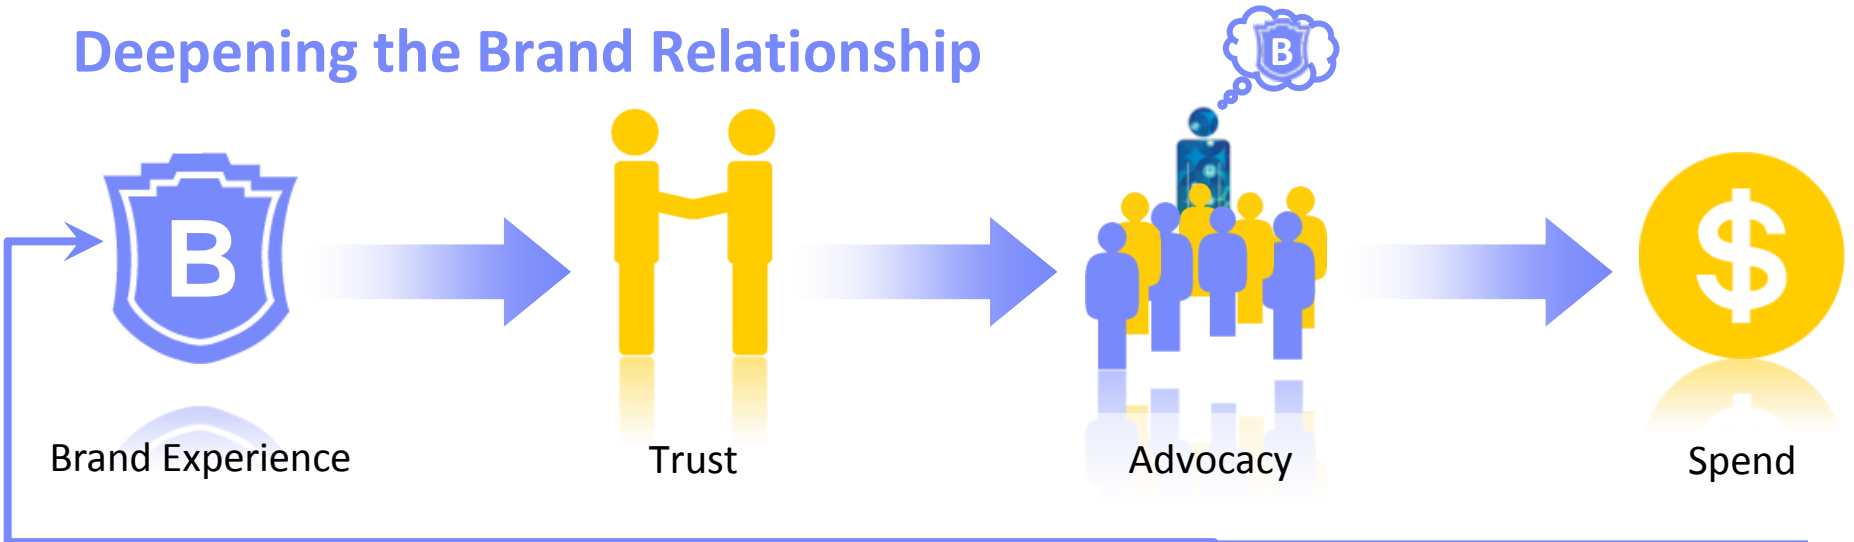 Deepening the Brand Relationship
B
B
$
Brand Experience
Trust
Advocacy
Spend